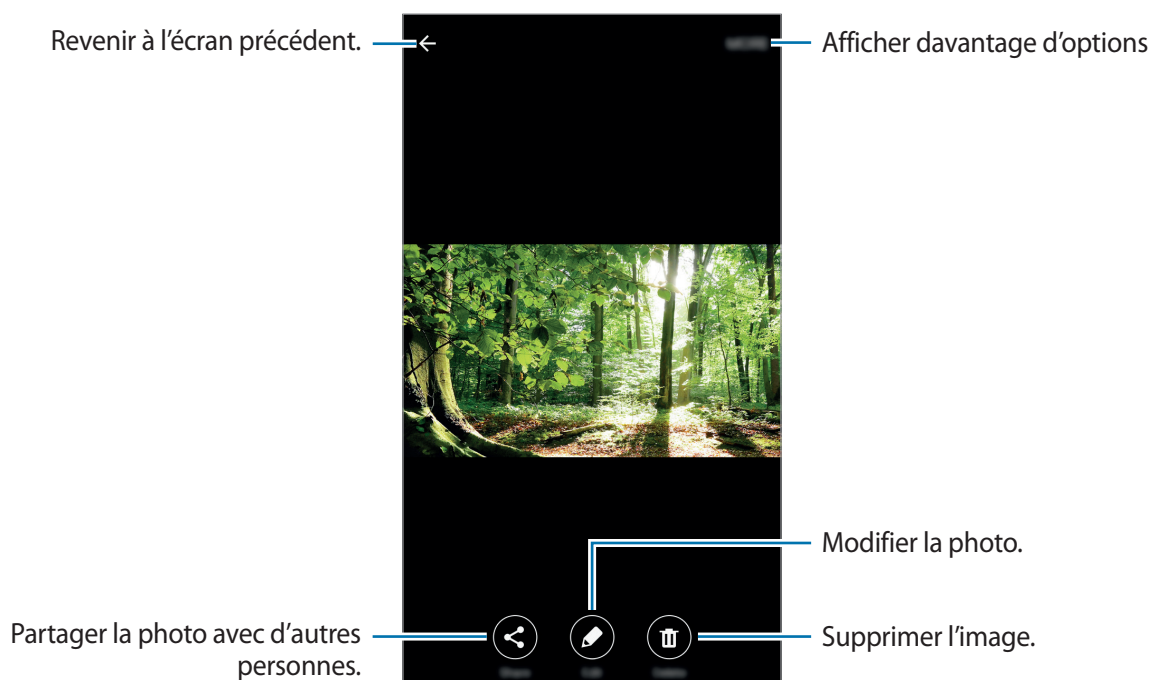 Revenir à l'écran précédent.
Afficher davantage d'options
Modifier la photo.
Partager la photo avec d'autres
personnes.
Supprimer l'image.